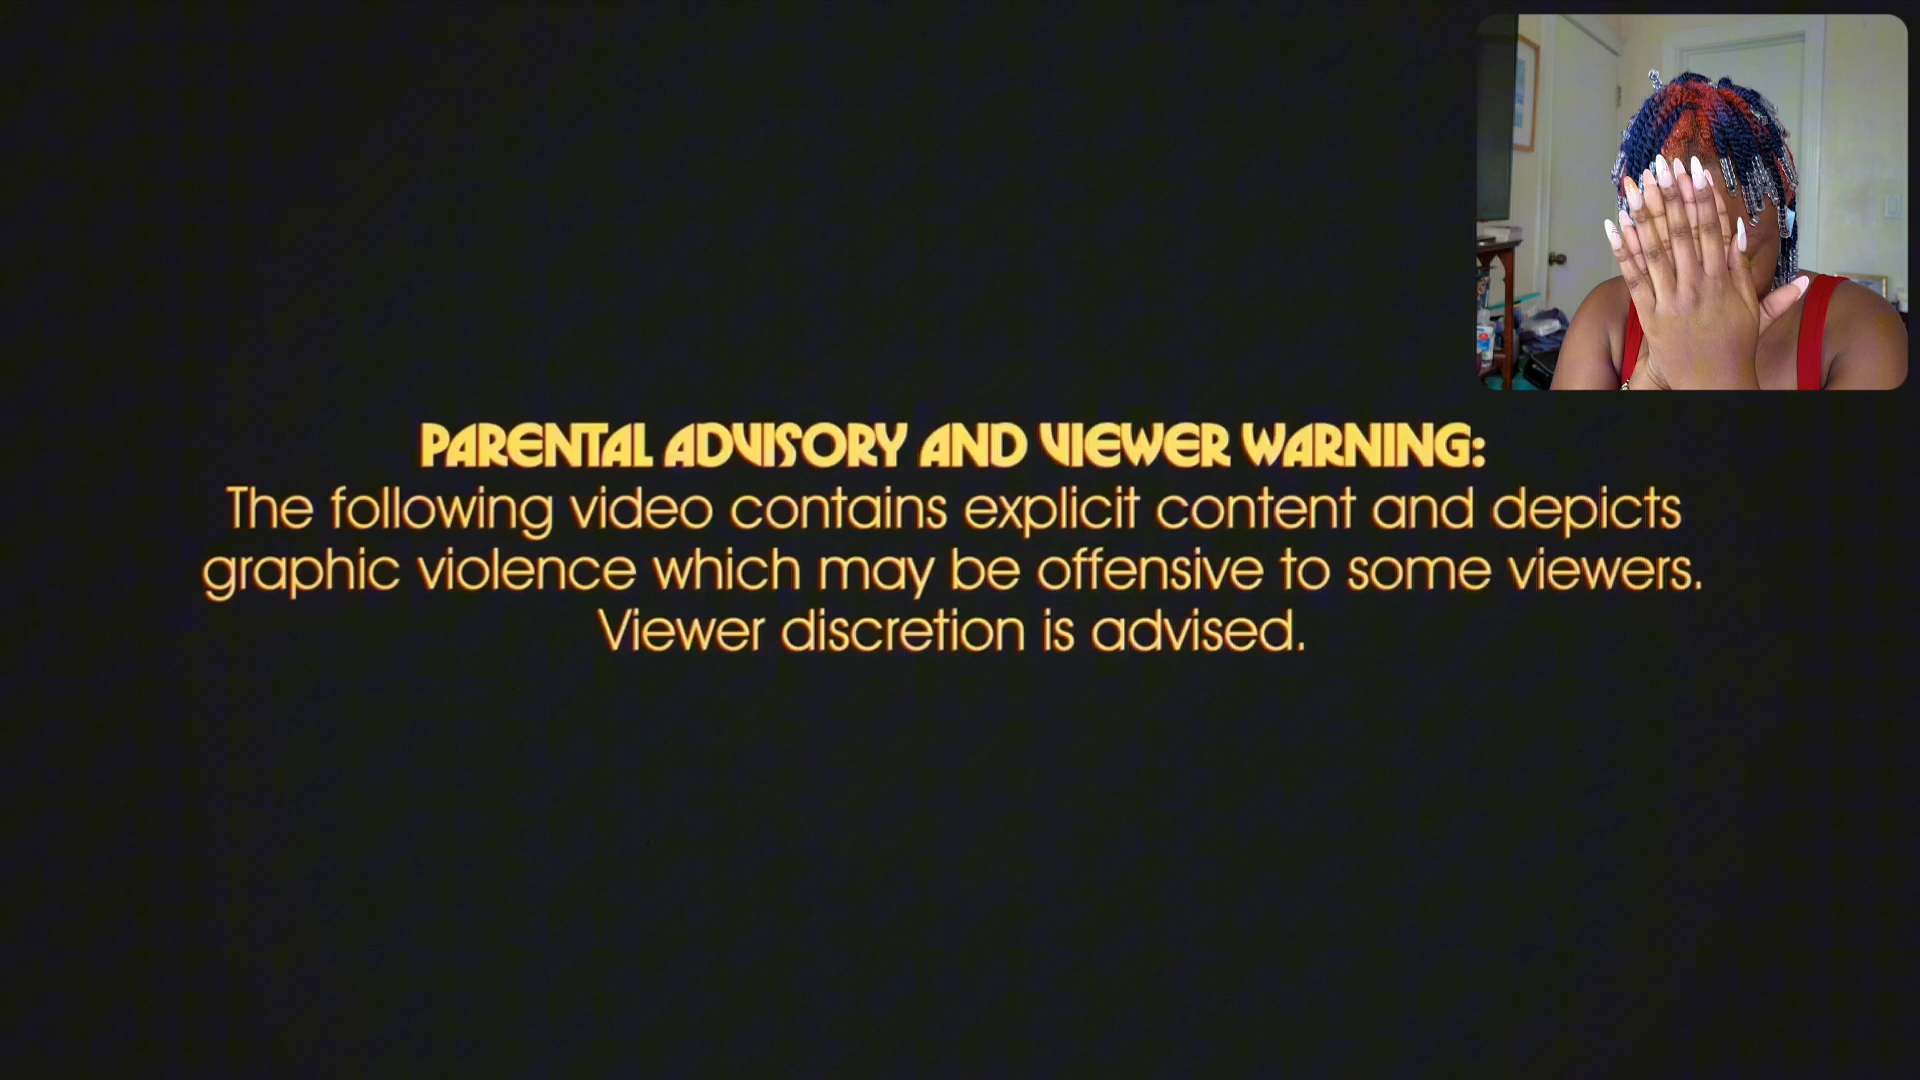 PARENTAL ADVISORY AND VIEWER WARNING:
The following video contains explicit content and depicts
graphic violence which may be offensive to some viewers.
Viewer discretion is advised.